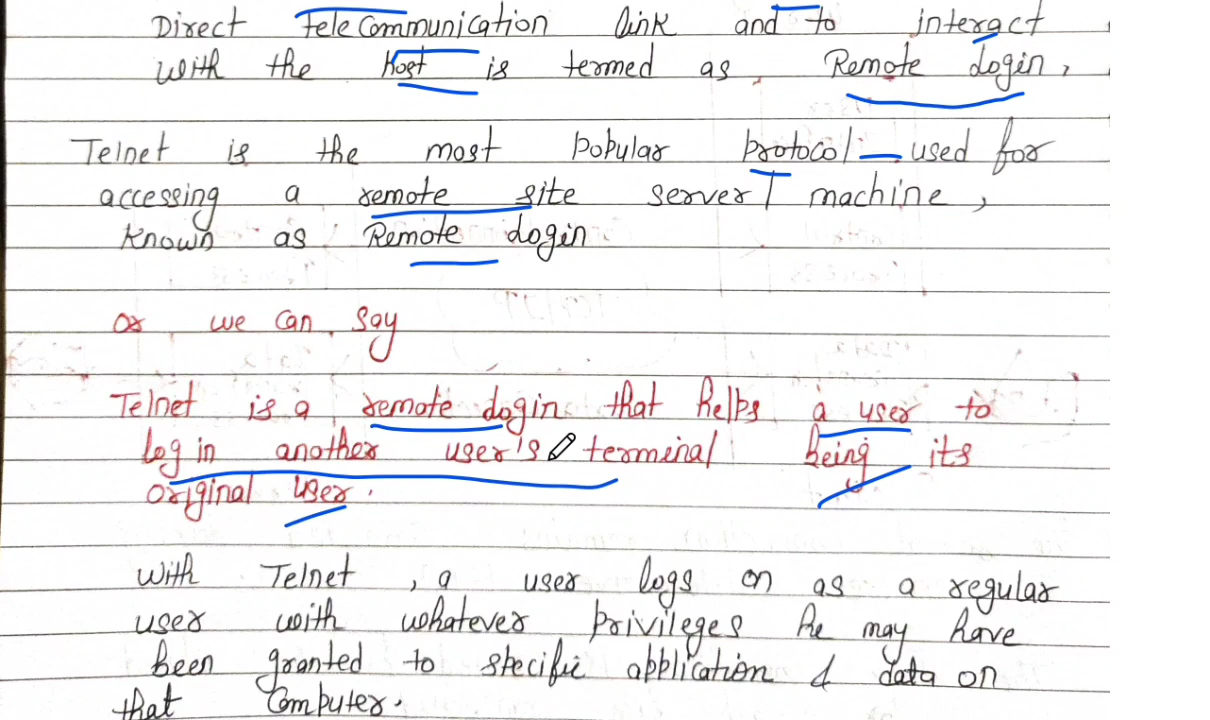 Direct telecommunication link and to interact
with the Host is termed as Remote Login,
Telnet is the most popular protocol used for
accessing a remote site server machine,
known as Remote Login
or we can say
Telnet is a remote login that helps a user to
log in another user's terminal being its
original user.
With Telnet, a user logs on as a regular
user with whatever privileges he may have
been granted to specific application & data on
that Computer.